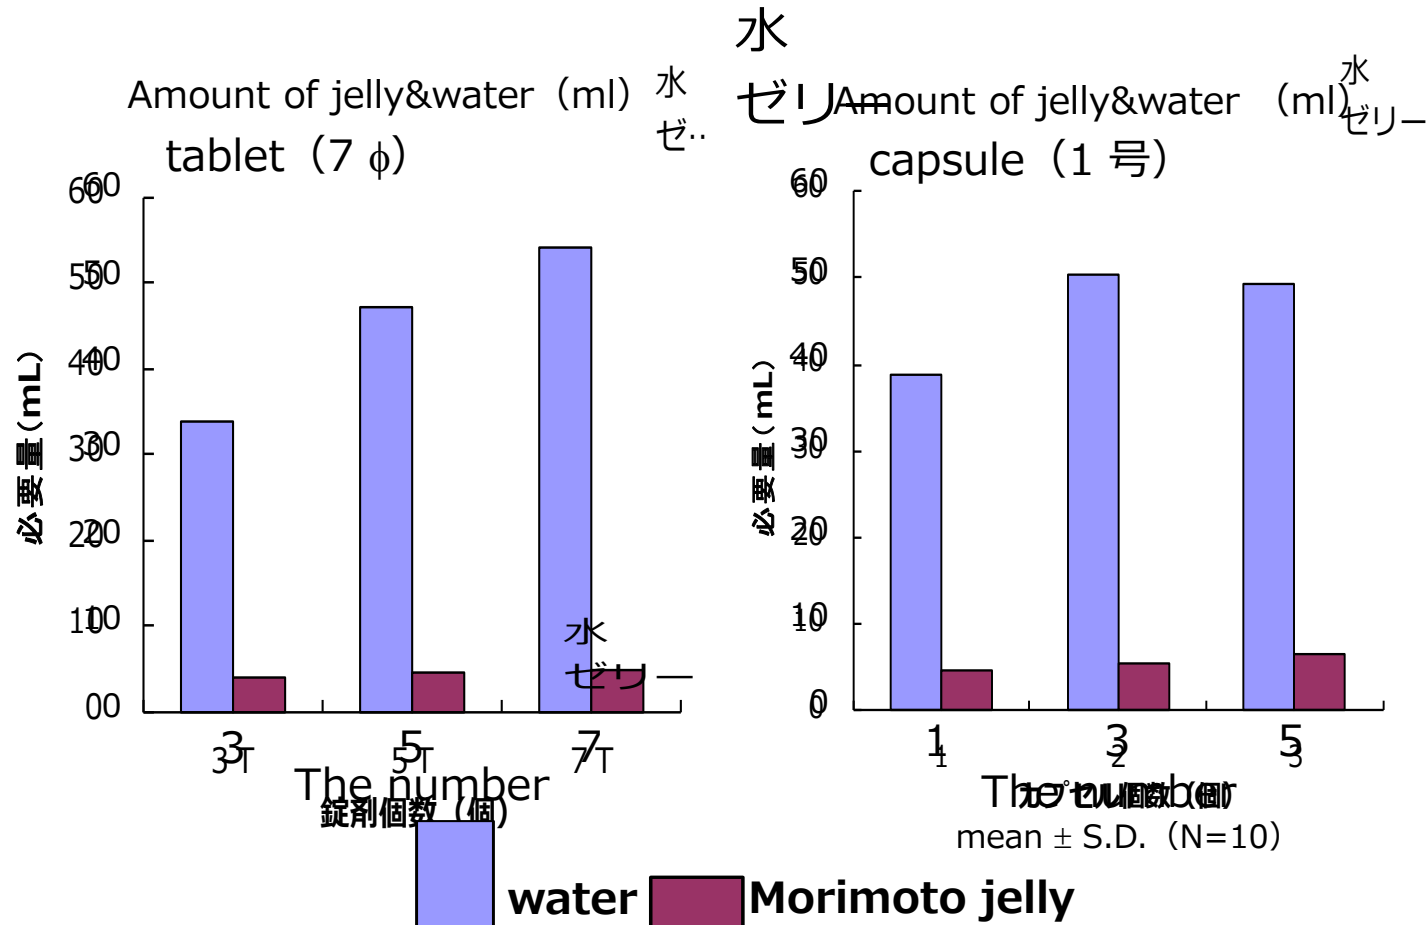 水
ゼリー
Amount of jelly&water（ml）
水
ゼ..
tablet（7 φ）
60
60
50
50
40
40
30
30
20
20
10
10
0
0
必要量(mL)
水
ゼリー
3
5
7
3 T
5 T
7 T
The number
錠剤個数（個）
Amount of jelly&water （ml）
水
ゼリー
capsule（1 号）
60
60
50
50
40
40
30
30
20
20
10
10
0
0
必要量(mL)
1
3
5
1
2
3
The number
カプセル個数（個）
mean ± S.D.（N=10）
water
Morimoto jelly